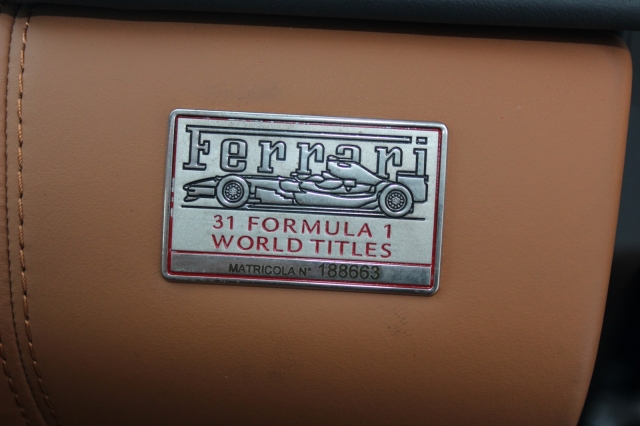 Ferrari
31 FORMULA 1
WORLD TITLES
MATRICOLA N° 188663